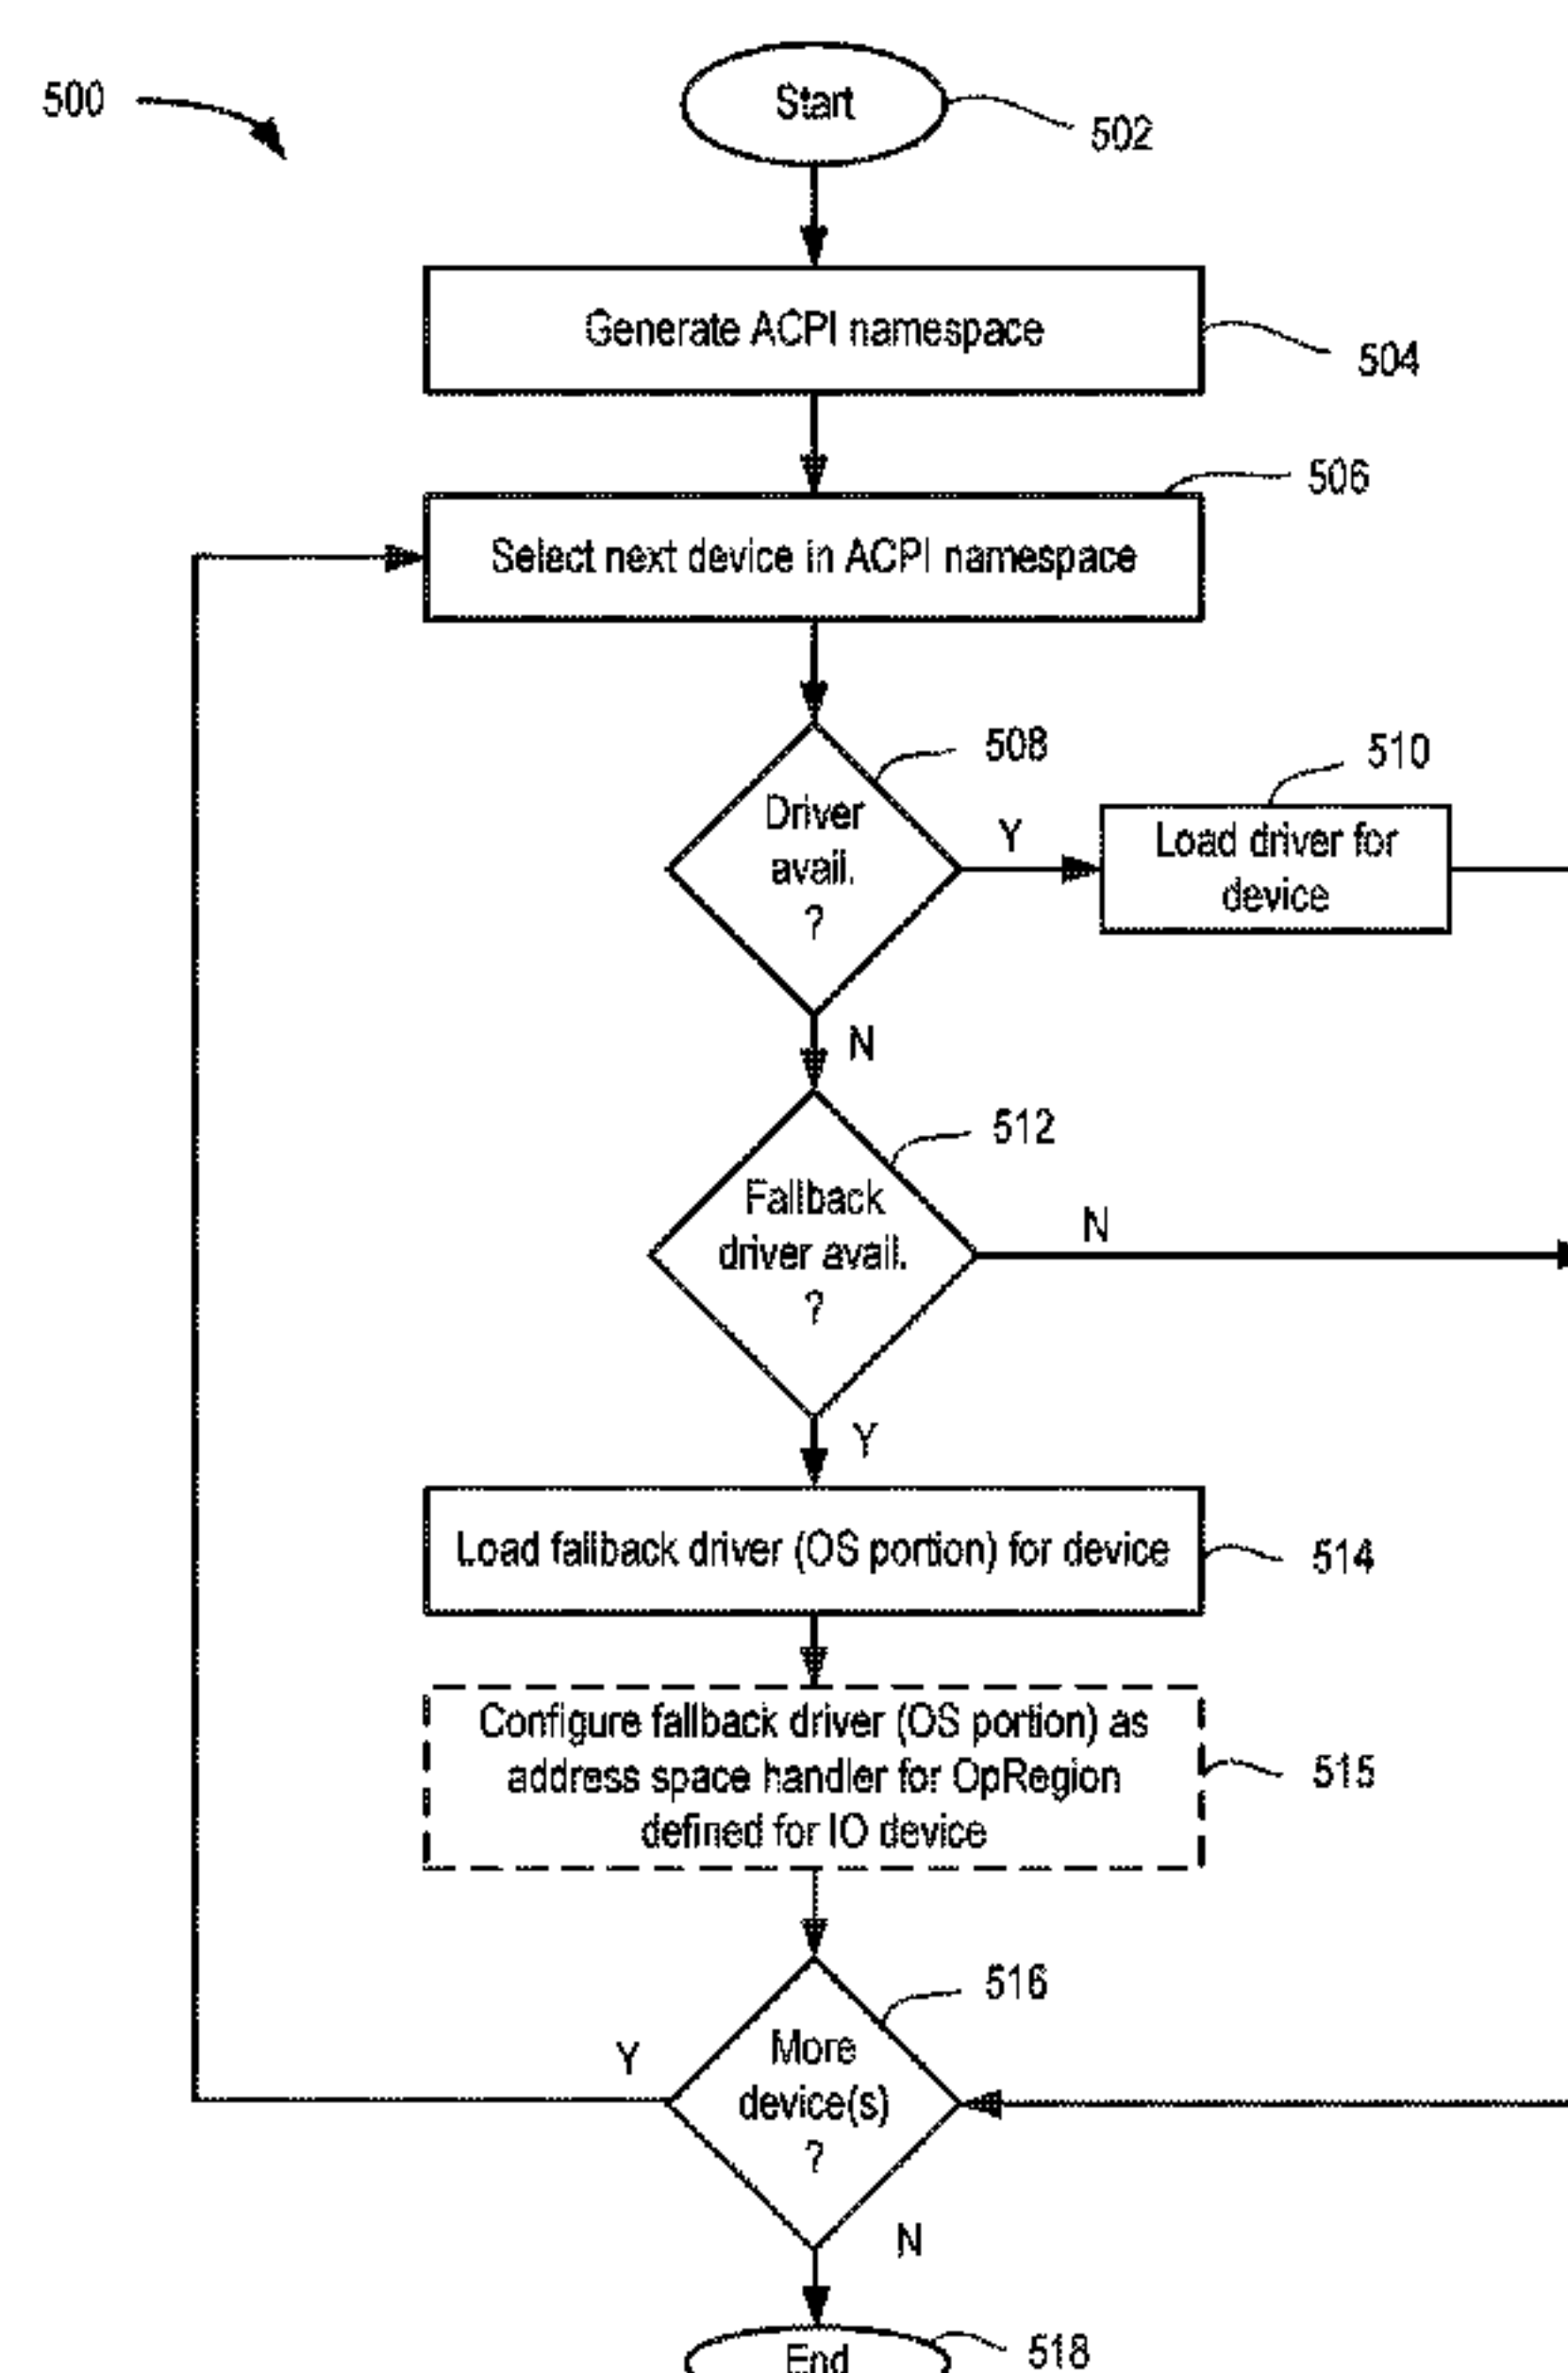 500
Start
502
Generate ACPI namespace
504
506
Select next device in ACPI namespace
508
510
Driver
avail.
?
Y
Load driver for
device
N
512
Fallback
driver avail.
?
N
Y
Load fallback driver (OS portion) for device
514
Configure fallback driver (OS portion) as
address space handler for OpRegion
defined for IO device
515
516
Y
More
device(s)
?
N
End
518